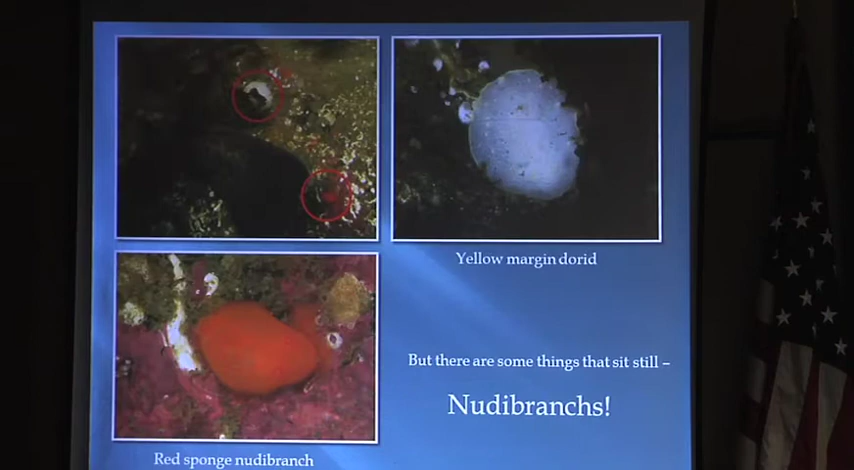 Yellow margin dorid
But there are some things that sit still –
Nudibranchs!
Red sponge nudibranch